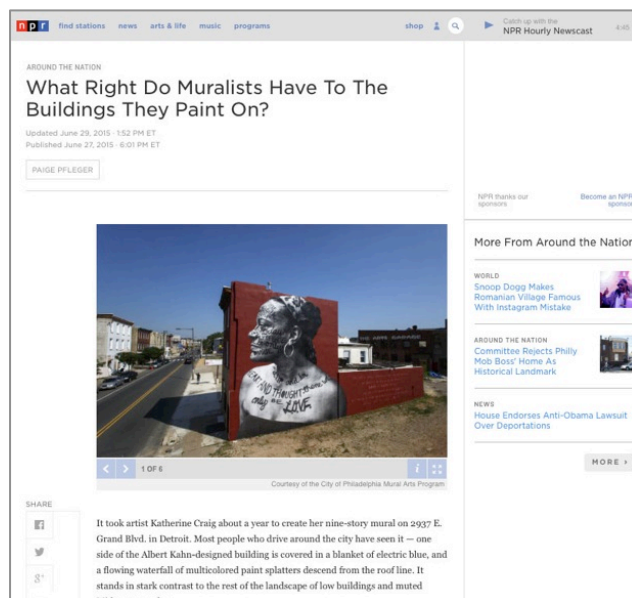 npr find stations news arts & life music programs shop
Catch up with the
NPR Hourly Newscast 4:45
AROUND THE NATION
What Right Do Muralists Have To The
Buildings They Paint On?
Updated June 29, 2015 · 1:52 PM ET
Published June 27, 2015 · 6:01 PM ET
PAIGE PFLEGER
NPR thanks our
sponsors
Become an NPR
sponsor
More From Around the Nation
WORLD
Snoop Dogg Makes
Romanian Village Famous
With Instagram Mistake
AROUND THE NATION
Committee Rejects Philly
Mob Boss' Home As
Historical Landmark
NEWS
House Endorses Anti-Obama Lawsuit
Over Deportations
MORE ›
LOVE
1 OF 6
Courtesy of the City of Philadelphia Mural Arts Program
SHARE
It took artist Katherine Craig about a year to create her nine-story mural on 2937 E.
Grand Blvd. in Detroit. Most people who drive around the city have seen it — one
side of the Albert Kahn-designed building is covered in a blanket of electric blue, and
a flowing waterfall of multicolored paint splatters descend from the roof line. It
stands in stark contrast to the rest of the landscape of low buildings and muted